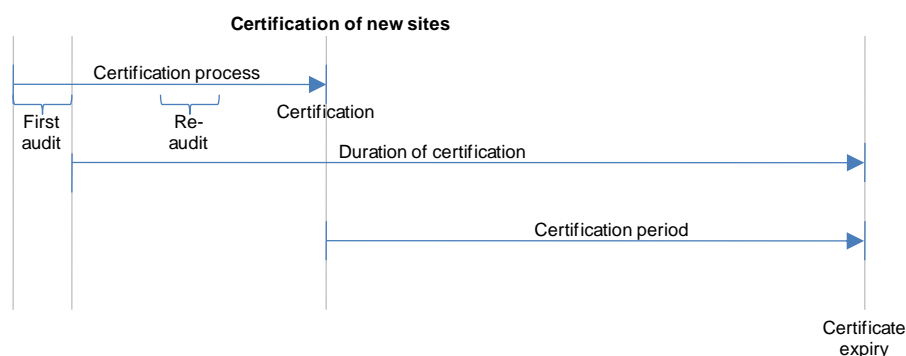 Certification of new sites
Certification process
Certification
First
audit
Re-
audit
Duration of certification
Certification period
Certificate
expiry